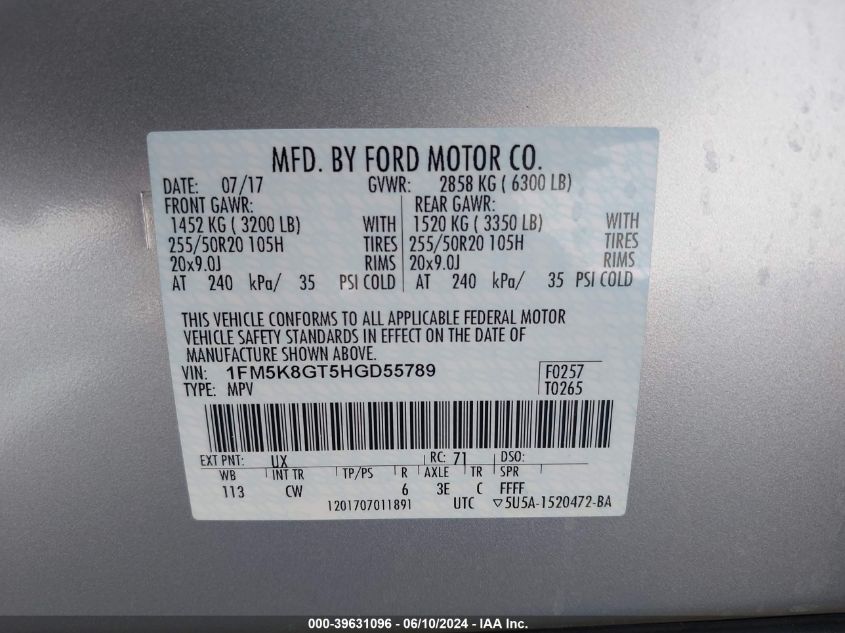 MFD. BY FORD MOTOR CO.
DATE: 07/17 GVWR: 2858 KG ( 6300 LB)
FRONT GAWR: REAR GAWR:
1452 KG ( 3200 LB) WITH 1520 KG ( 3350 LB) WITH
255/50R20 105H TIRES 255/50R20 105H TIRES
20x9.0J RIMS 20x9.0J RIMS
AT 240 kPa/ 35 PSI COLD AT 240 kPa/ 35 PSI COLD
THIS VEHICLE CONFORMS TO ALL APPLICABLE FEDERAL MOTOR
VEHICLE SAFETY STANDARDS IN EFFECT ON THE DATE OF
MANUFACTURE SHOWN ABOVE.
VIN: 1FM5K8GT5HGD55789 F0257
TYPE: MPV T0265
EXT PNT: UX RC: 71 DSO:
WB INT TR TP/PS R AXLE TR SPR
113 CW 6 3E C FFFF
1201707011891 UTC ▽5U5A-1520472-BA
000-39631096 - 06/10/2024 - IAA Inc.